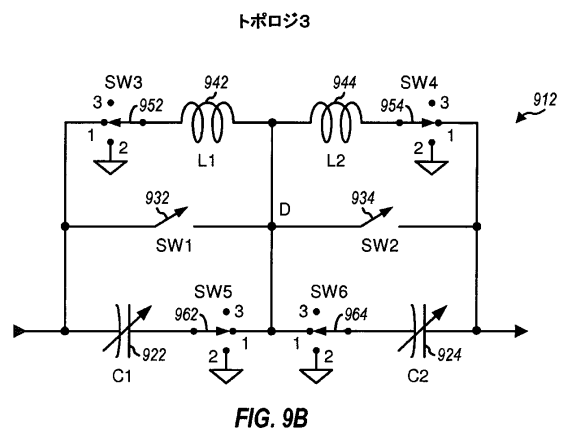 トポロジ3
SW3 942 944 SW4
3 952 954 3 912
1 1
2 L1 L2 2
932 D 934
SW1 SW2
SW5 SW6
962 3 3 964
1 1
922 2 2 924
C1 C2
FIG. 9B